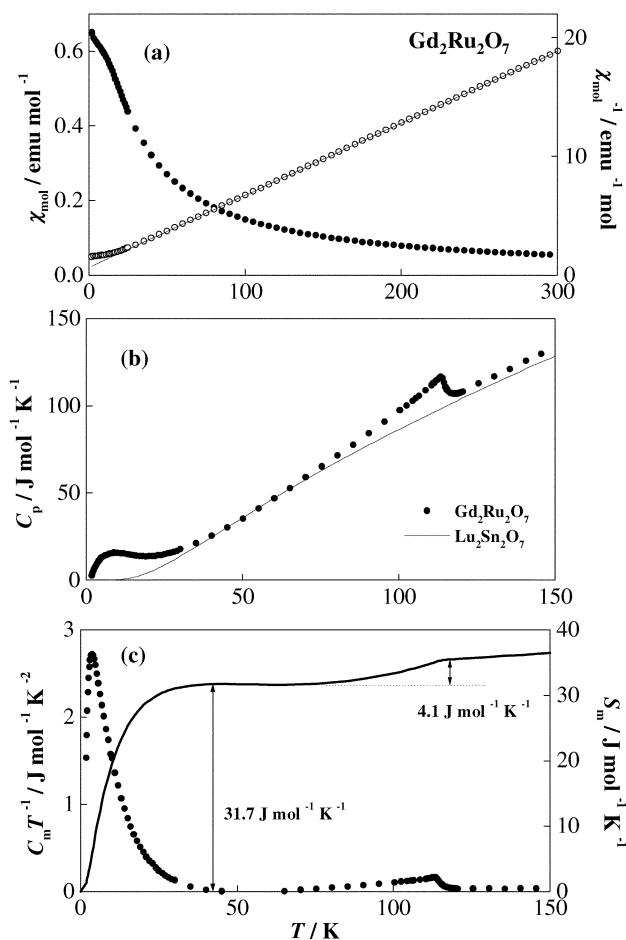 (a)
Gd₂Ru₂O₇
χmol / emu mol ⁻¹
χmol⁻¹ / emu ⁻¹ mol
0.6
0.4
0.2
0.0
20
10
0
0 100 200 300
(b)
Cp / J mol ⁻¹ K ⁻¹
150
100
50
0
Gd₂Ru₂O₇
Lu₂Sn₂O₇
0 50 100 150
(c)
CmT ⁻¹ / J mol ⁻¹ K ⁻²
Sm / J mol ⁻¹ K ⁻¹
3
2
1
0
40
30
20
10
0
4.1 J mol ⁻¹ K ⁻¹
31.7 J mol ⁻¹ K ⁻¹
0 50 100 150
T / K